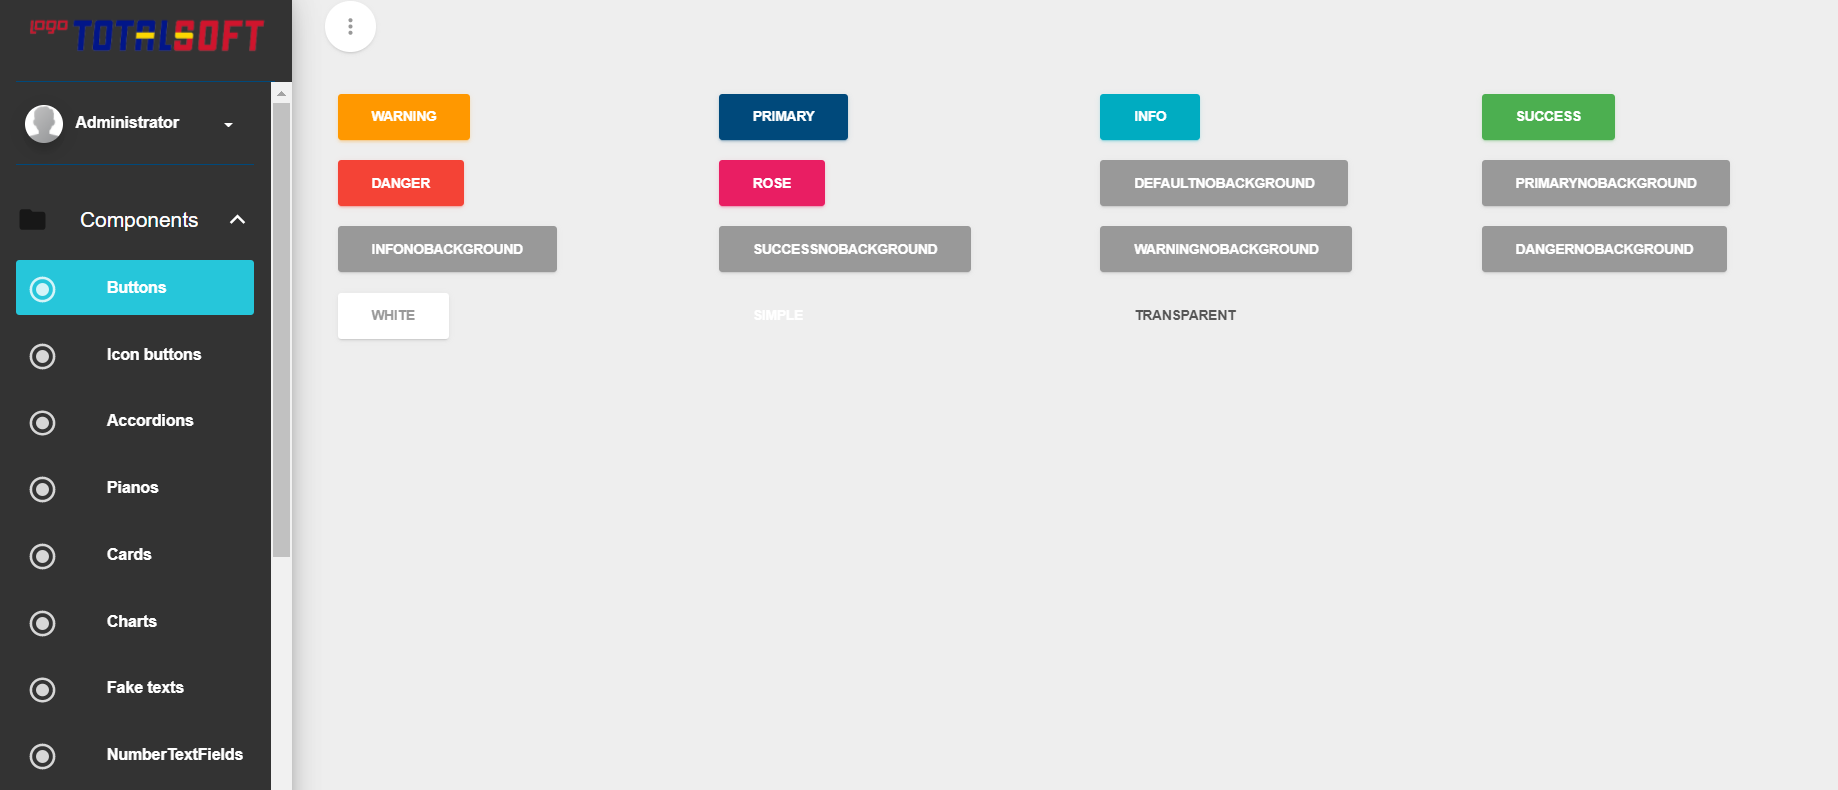 logo TOTALSOFT
Administrator
Components
Buttons
Icon buttons
Accordions
Pianos
Cards
Charts
Fake texts
NumberTextFields
WARNING PRIMARY INFO SUCCESS
DANGER ROSE DEFAULTNOBACKGROUND PRIMARYNOBACKGROUND
INFONOBACKGROUND SUCCESSNOBACKGROUND WARNINGNOBACKGROUND DANGERNOBACKGROUND
WHITE SIMPLE TRANSPARENT